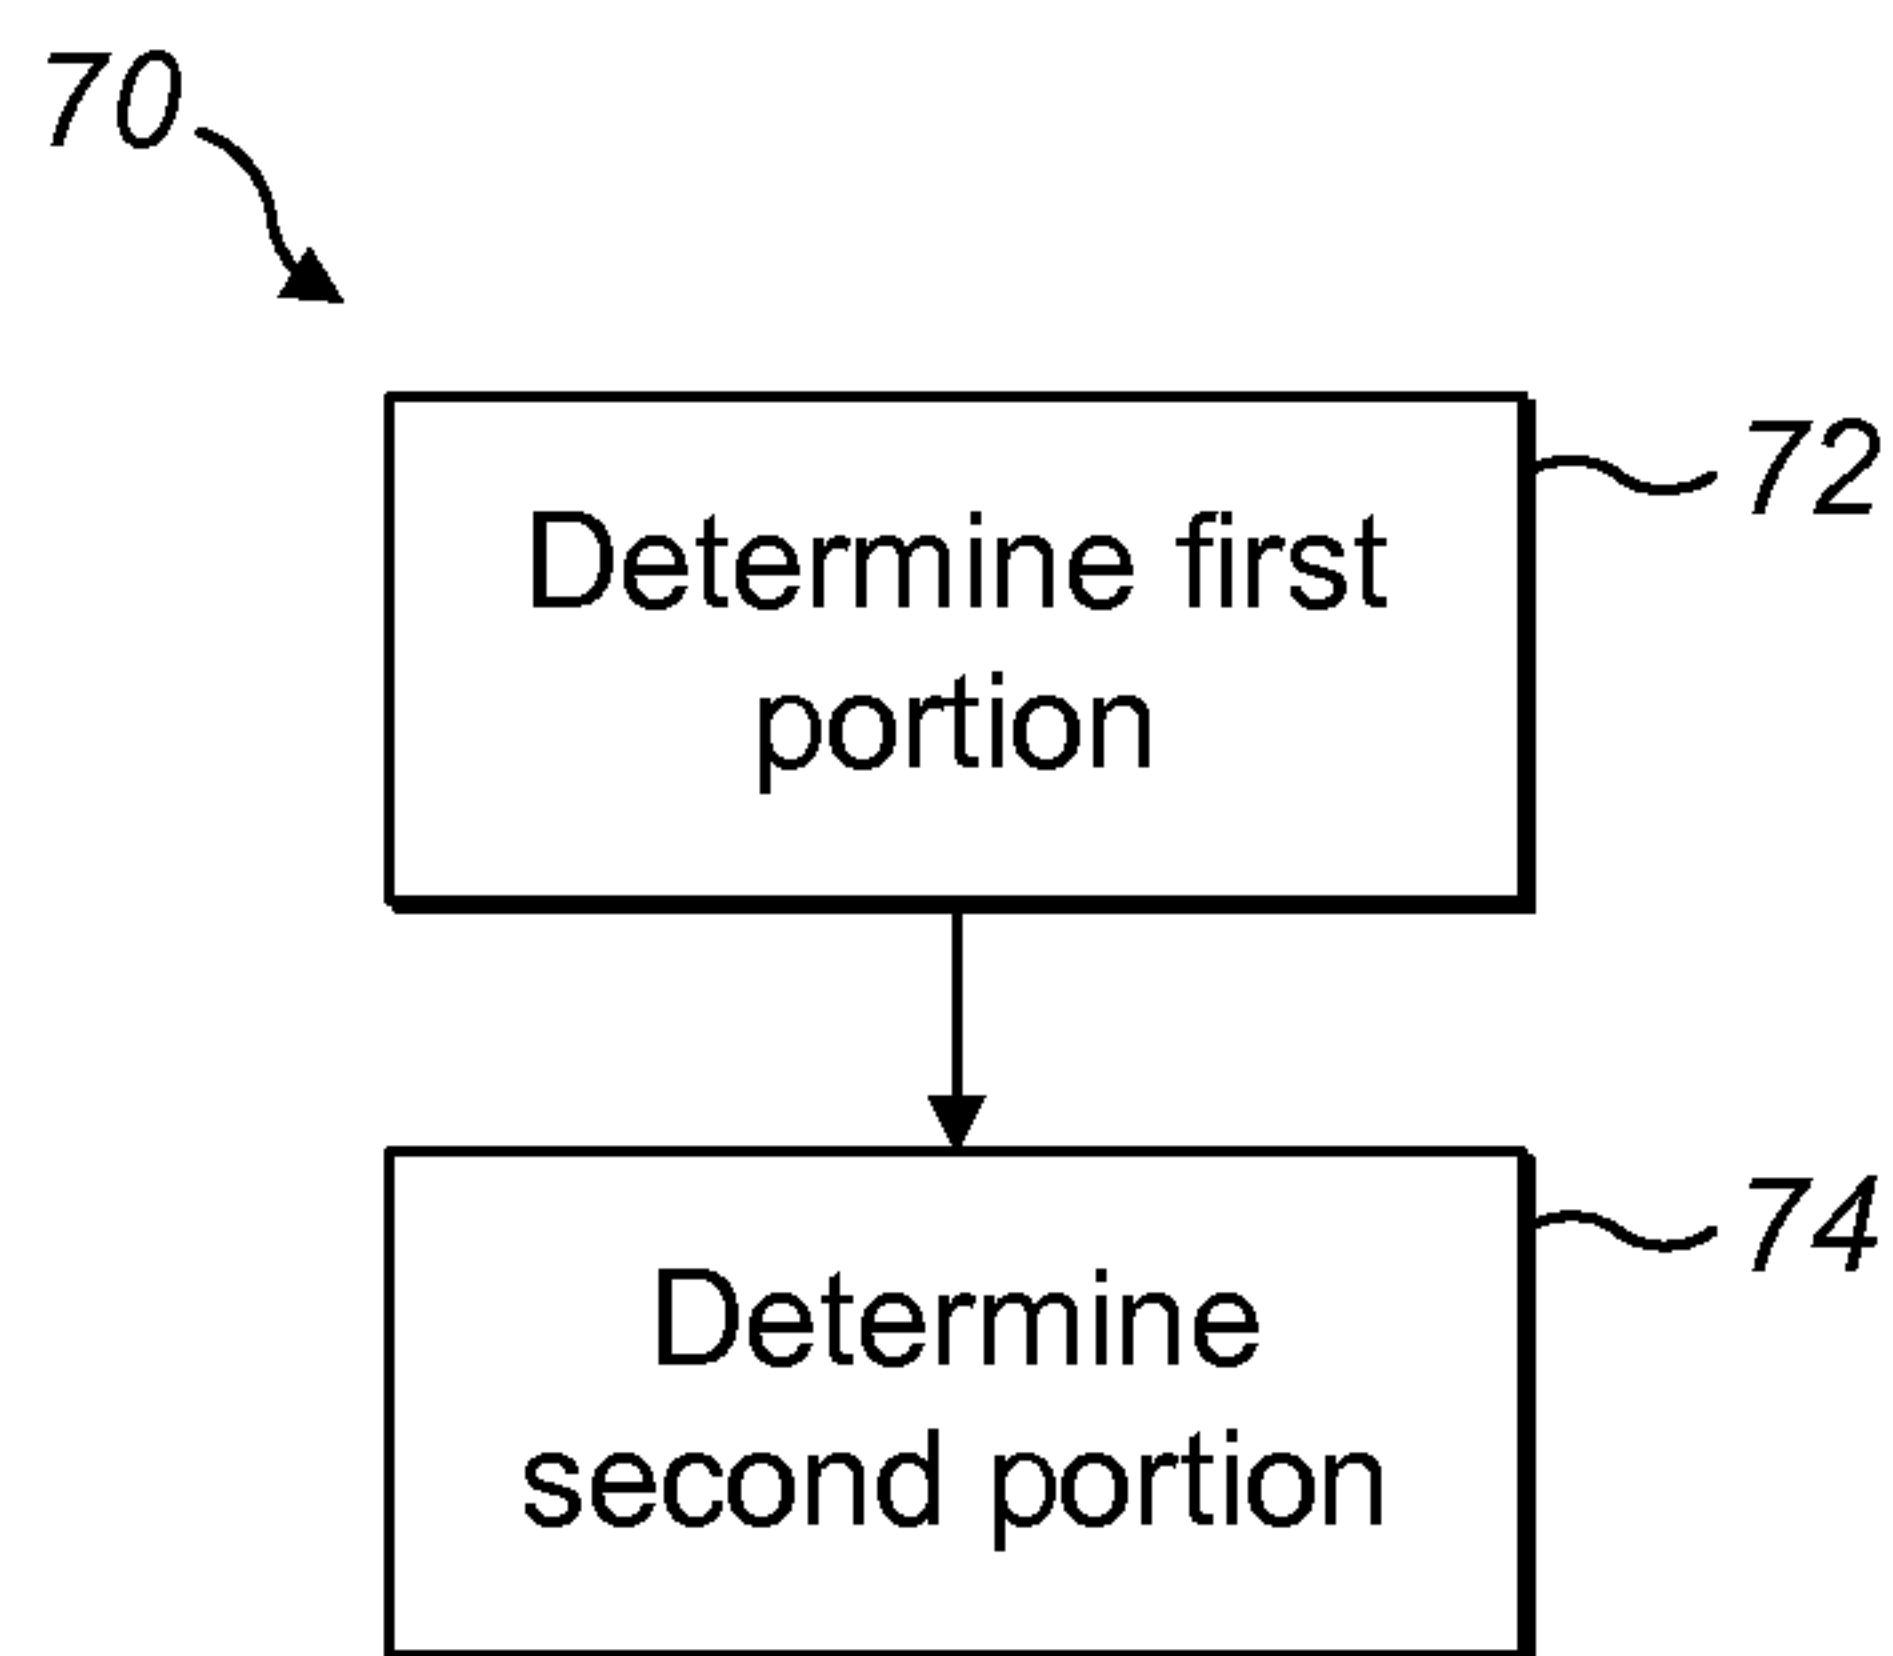 70
72
Determine first
portion
74
Determine
second portion